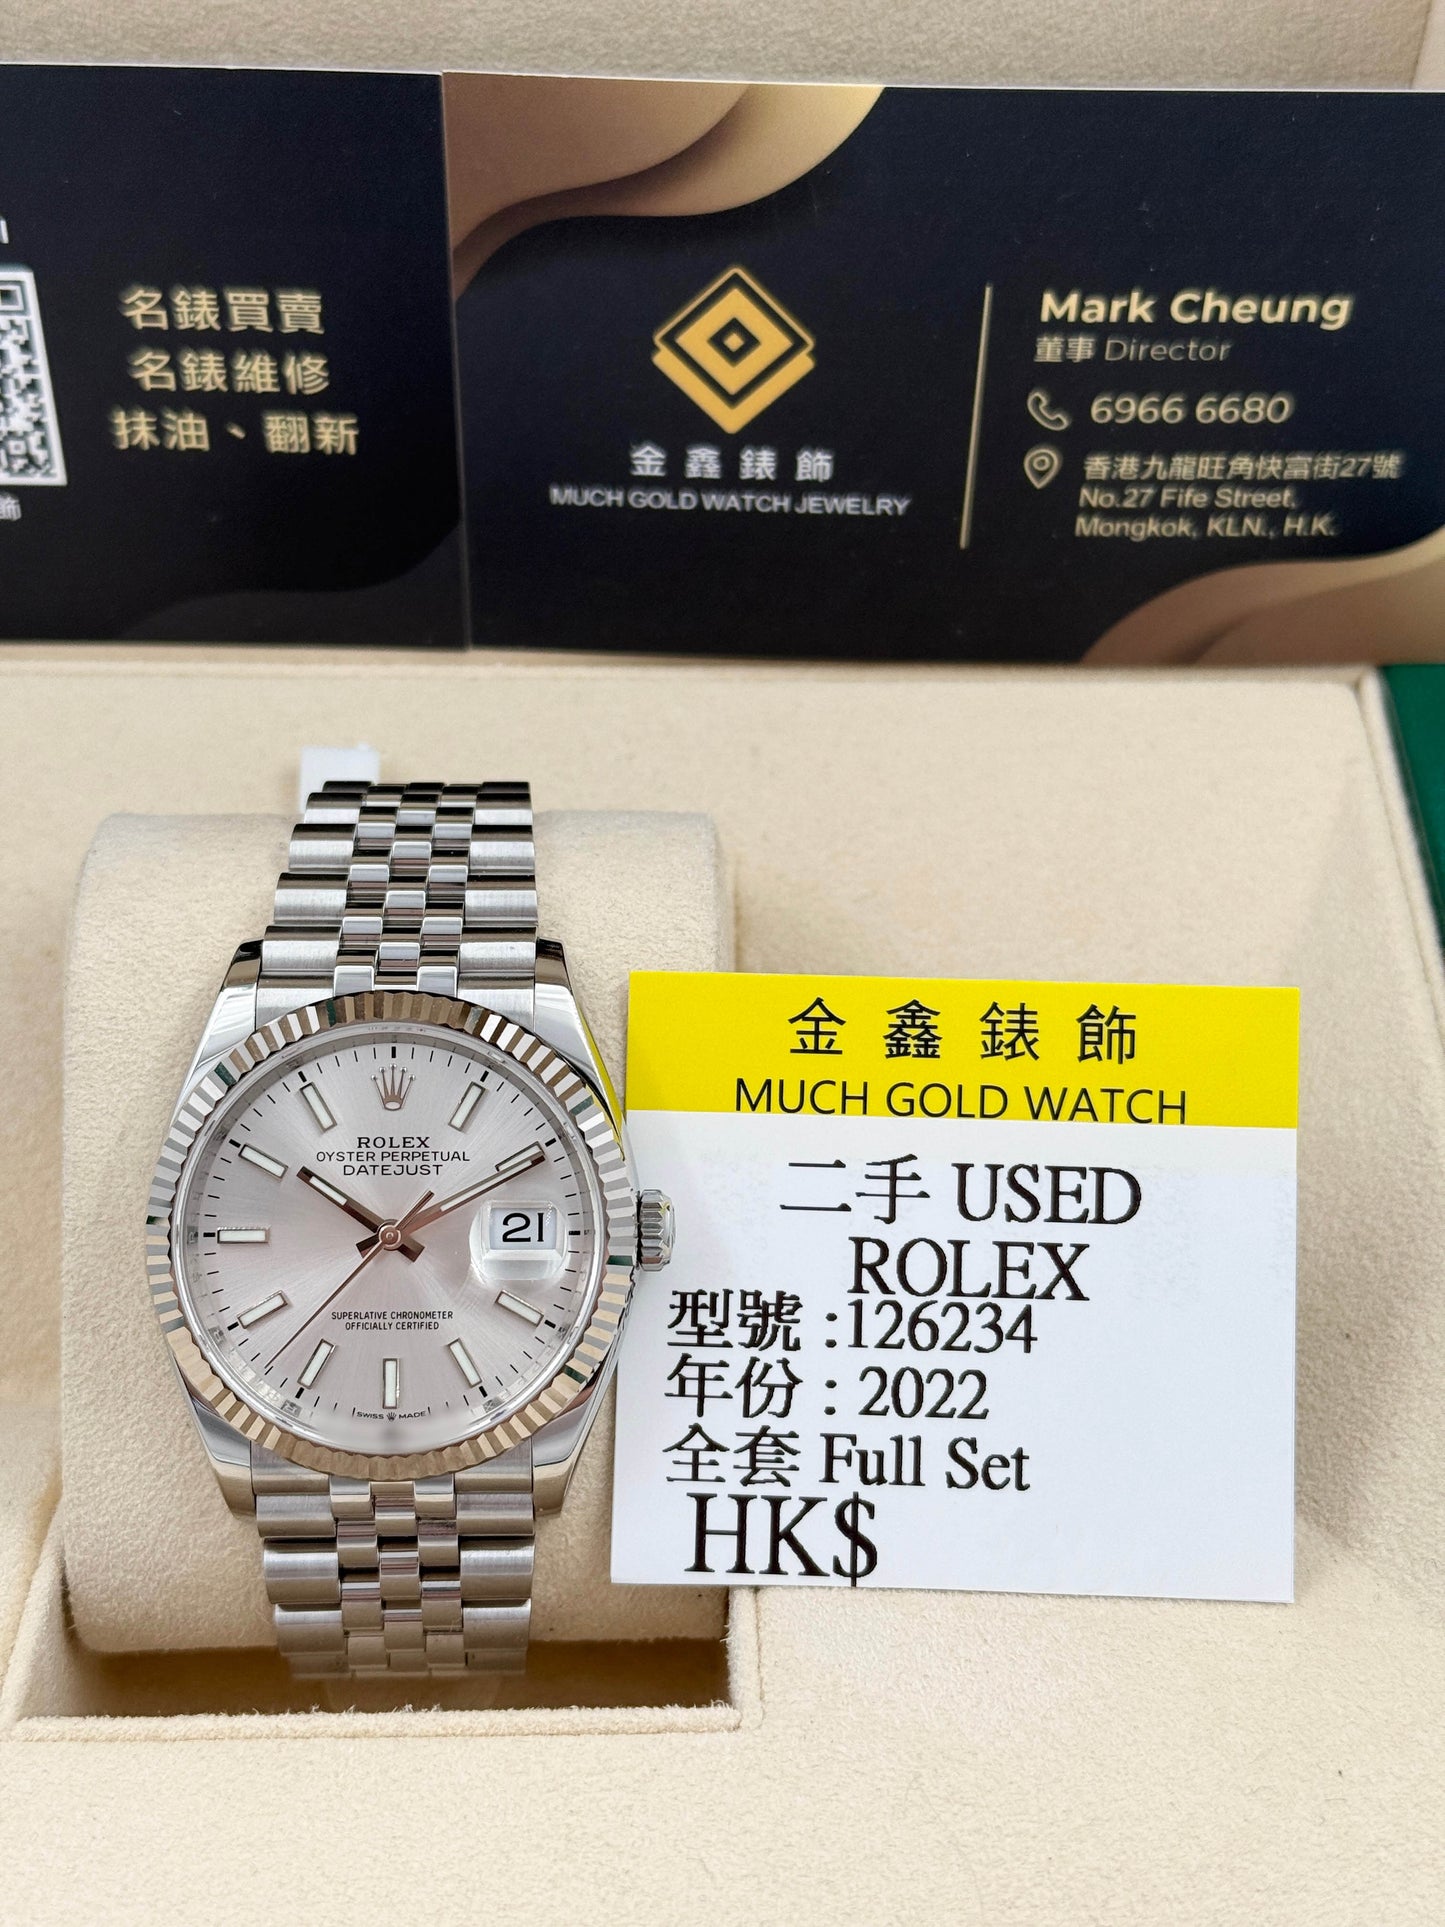 名錶買賣
名錶維修
抹油、翻新
飾
金鑫錶飾
MUCH GOLD WATCH JEWELRY
Mark Cheung
董事 Director
6966 6680
香港九龍旺角快富街27號
No.27 Fife Street,
Mongkok, KLN., H.K.
ROLEX
OYSTER PERPETUAL
DATEJUST
21
SUPERLATIVE CHRONOMETER
OFFICIALLY CERTIFIED
SWISS MADE
金鑫錶飾
MUCH GOLD WATCH
二手 USED
ROLEX
型號 :126234
年份 : 2022
全套 Full Set
HK$